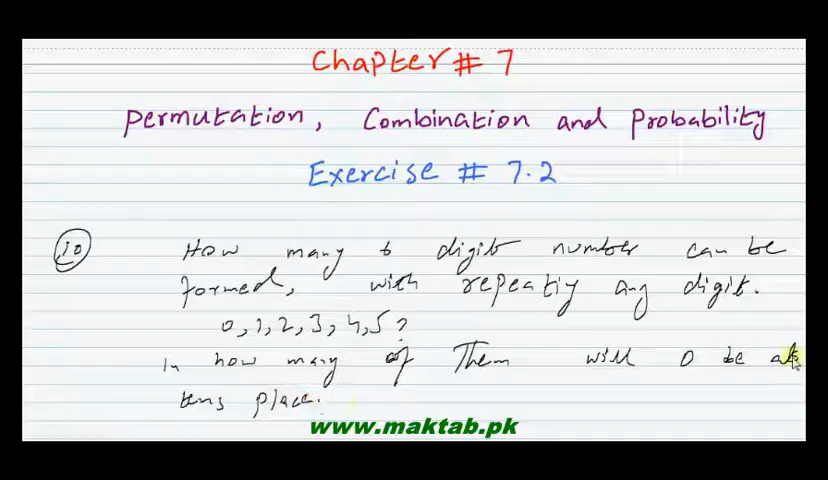 Chapter # 7
Permutation, Combination and Probability
Exercise # 7.2
10 How many 6 digit number can be
formed, with repeatiy any digit.
0, 1, 2, 3, 4, 5 ?
In how many of Them will 0 be at
tens place.
www.maktab.pk